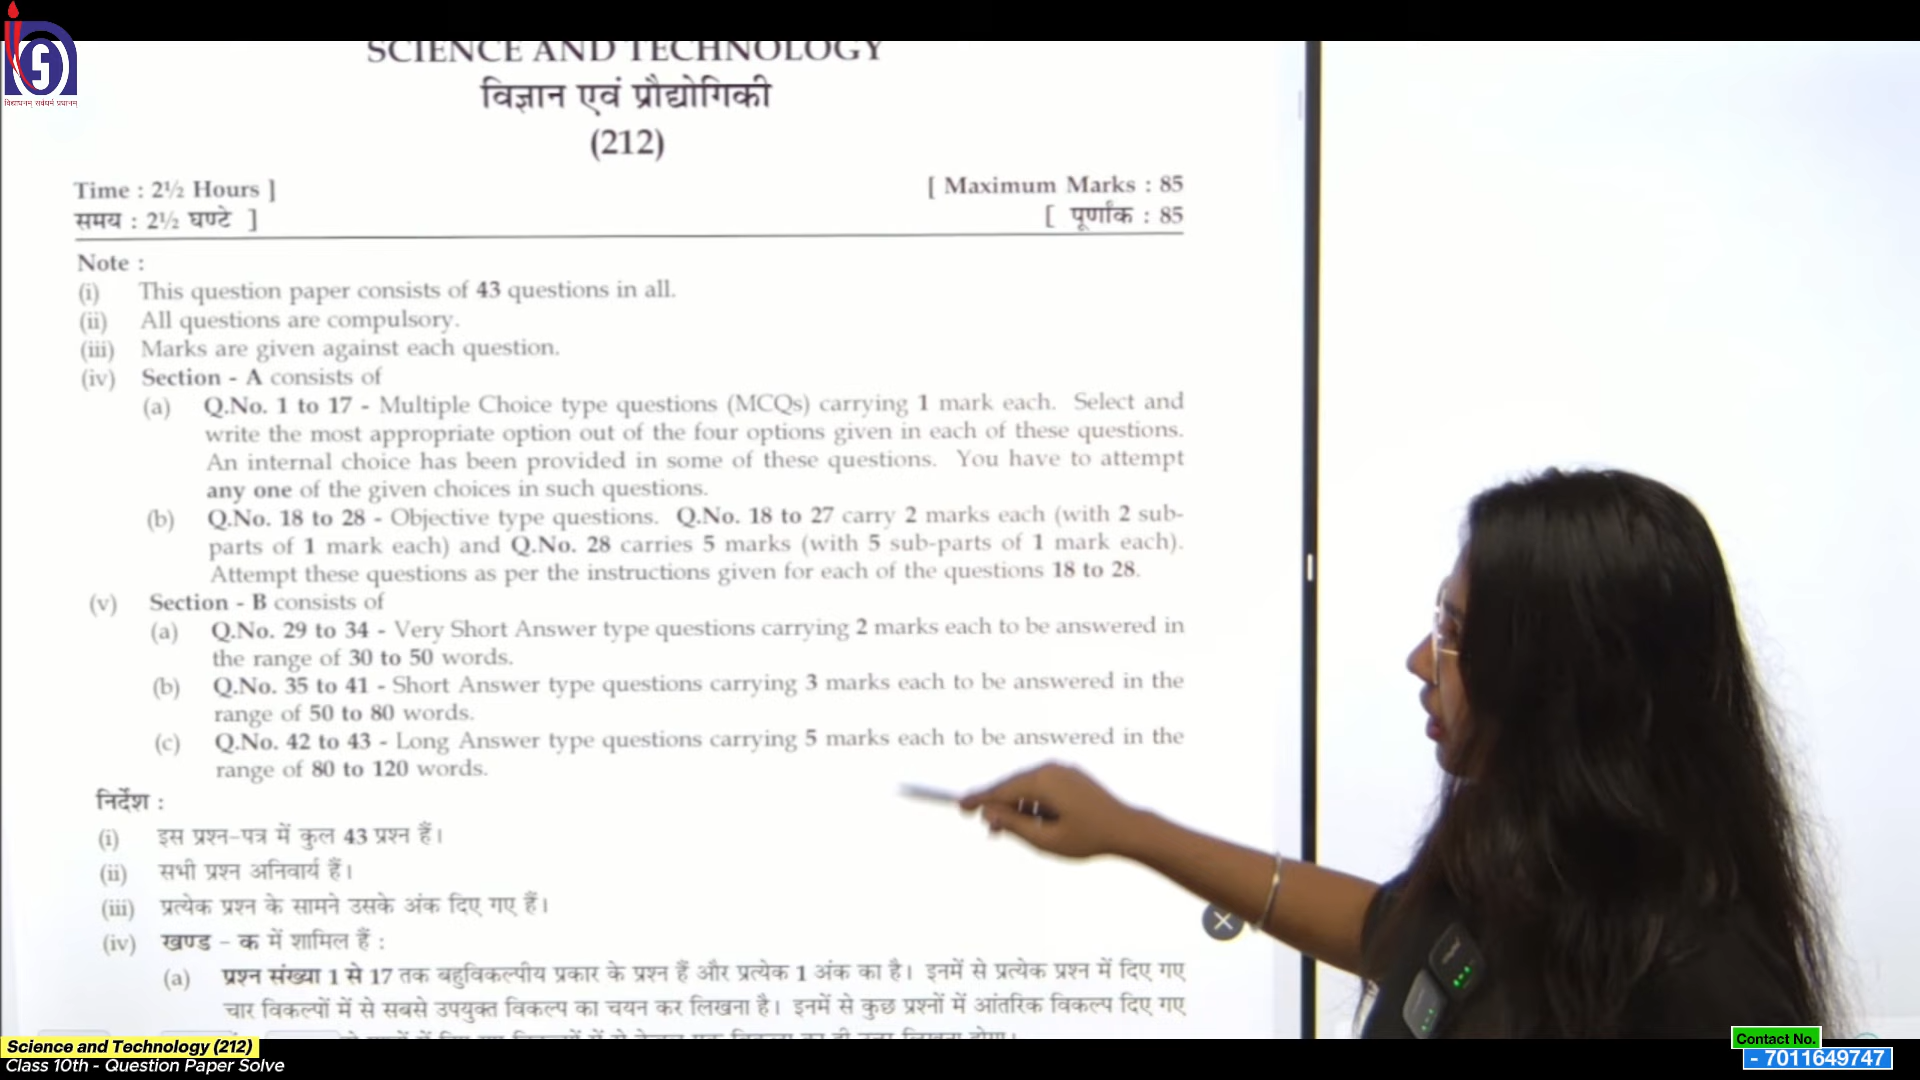 विद्याधनम् सर्वधर्म प्रधानम्
SCIENCE AND TECHNOLOGY
विज्ञान एवं प्रौद्योगिकी
(212)
Time : 2½ Hours ]
[ Maximum Marks : 85
समय : 2½ घण्टे ]
[ पूर्णांक : 85
Note :
(i) This question paper consists of 43 questions in all.
(ii) All questions are compulsory.
(iii) Marks are given against each question.
(iv) Section - A consists of
(a) Q.No. 1 to 17 - Multiple Choice type questions (MCQs) carrying 1 mark each. Select and
write the most appropriate option out of the four options given in each of these questions.
An internal choice has been provided in some of these questions. You have to attempt
any one of the given choices in such questions.
(b) Q.No. 18 to 28 - Objective type questions. Q.No. 18 to 27 carry 2 marks each (with 2 sub-
parts of 1 mark each) and Q.No. 28 carries 5 marks (with 5 sub-parts of 1 mark each).
Attempt these questions as per the instructions given for each of the questions 18 to 28.
(v) Section - B consists of
(a) Q.No. 29 to 34 - Very Short Answer type questions carrying 2 marks each to be answered in
the range of 30 to 50 words.
(b) Q.No. 35 to 41 - Short Answer type questions carrying 3 marks each to be answered in the
range of 50 to 80 words.
(c) Q.No. 42 to 43 - Long Answer type questions carrying 5 marks each to be answered in the
range of 80 to 120 words.
निर्देश :
(i) इस प्रश्न-पत्र में कुल 43 प्रश्न हैं।
(ii) सभी प्रश्न अनिवार्य हैं।
(iii) प्रत्येक प्रश्न के सामने उसके अंक दिए गए हैं।
(iv) खण्ड - क में शामिल हैं :
(a) प्रश्न संख्या 1 से 17 तक बहुविकल्पीय प्रकार के प्रश्न हैं और प्रत्येक 1 अंक का है। इनमें से प्रत्येक प्रश्न में दिए गए
चार विकल्पों में से सबसे उपयुक्त विकल्प का चयन कर लिखना है। इनमें से कुछ प्रश्नों में आंतरिक विकल्प दिए गए
Science and Technology (212)
Class 10th - Question Paper Solve
Contact No.
- 7011649747